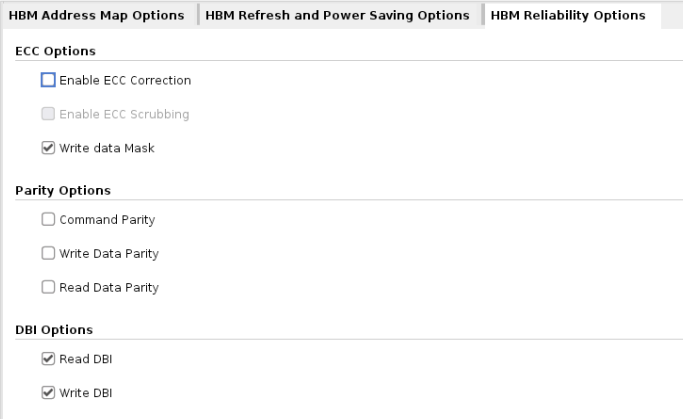 HBM Address Map Options HBM Refresh and Power Saving Options HBM Reliability Options
ECC Options
Enable ECC Correction
Enable ECC Scrubbing
Write data Mask
Parity Options
Command Parity
Write Data Parity
Read Data Parity
DBI Options
Read DBI
Write DBI